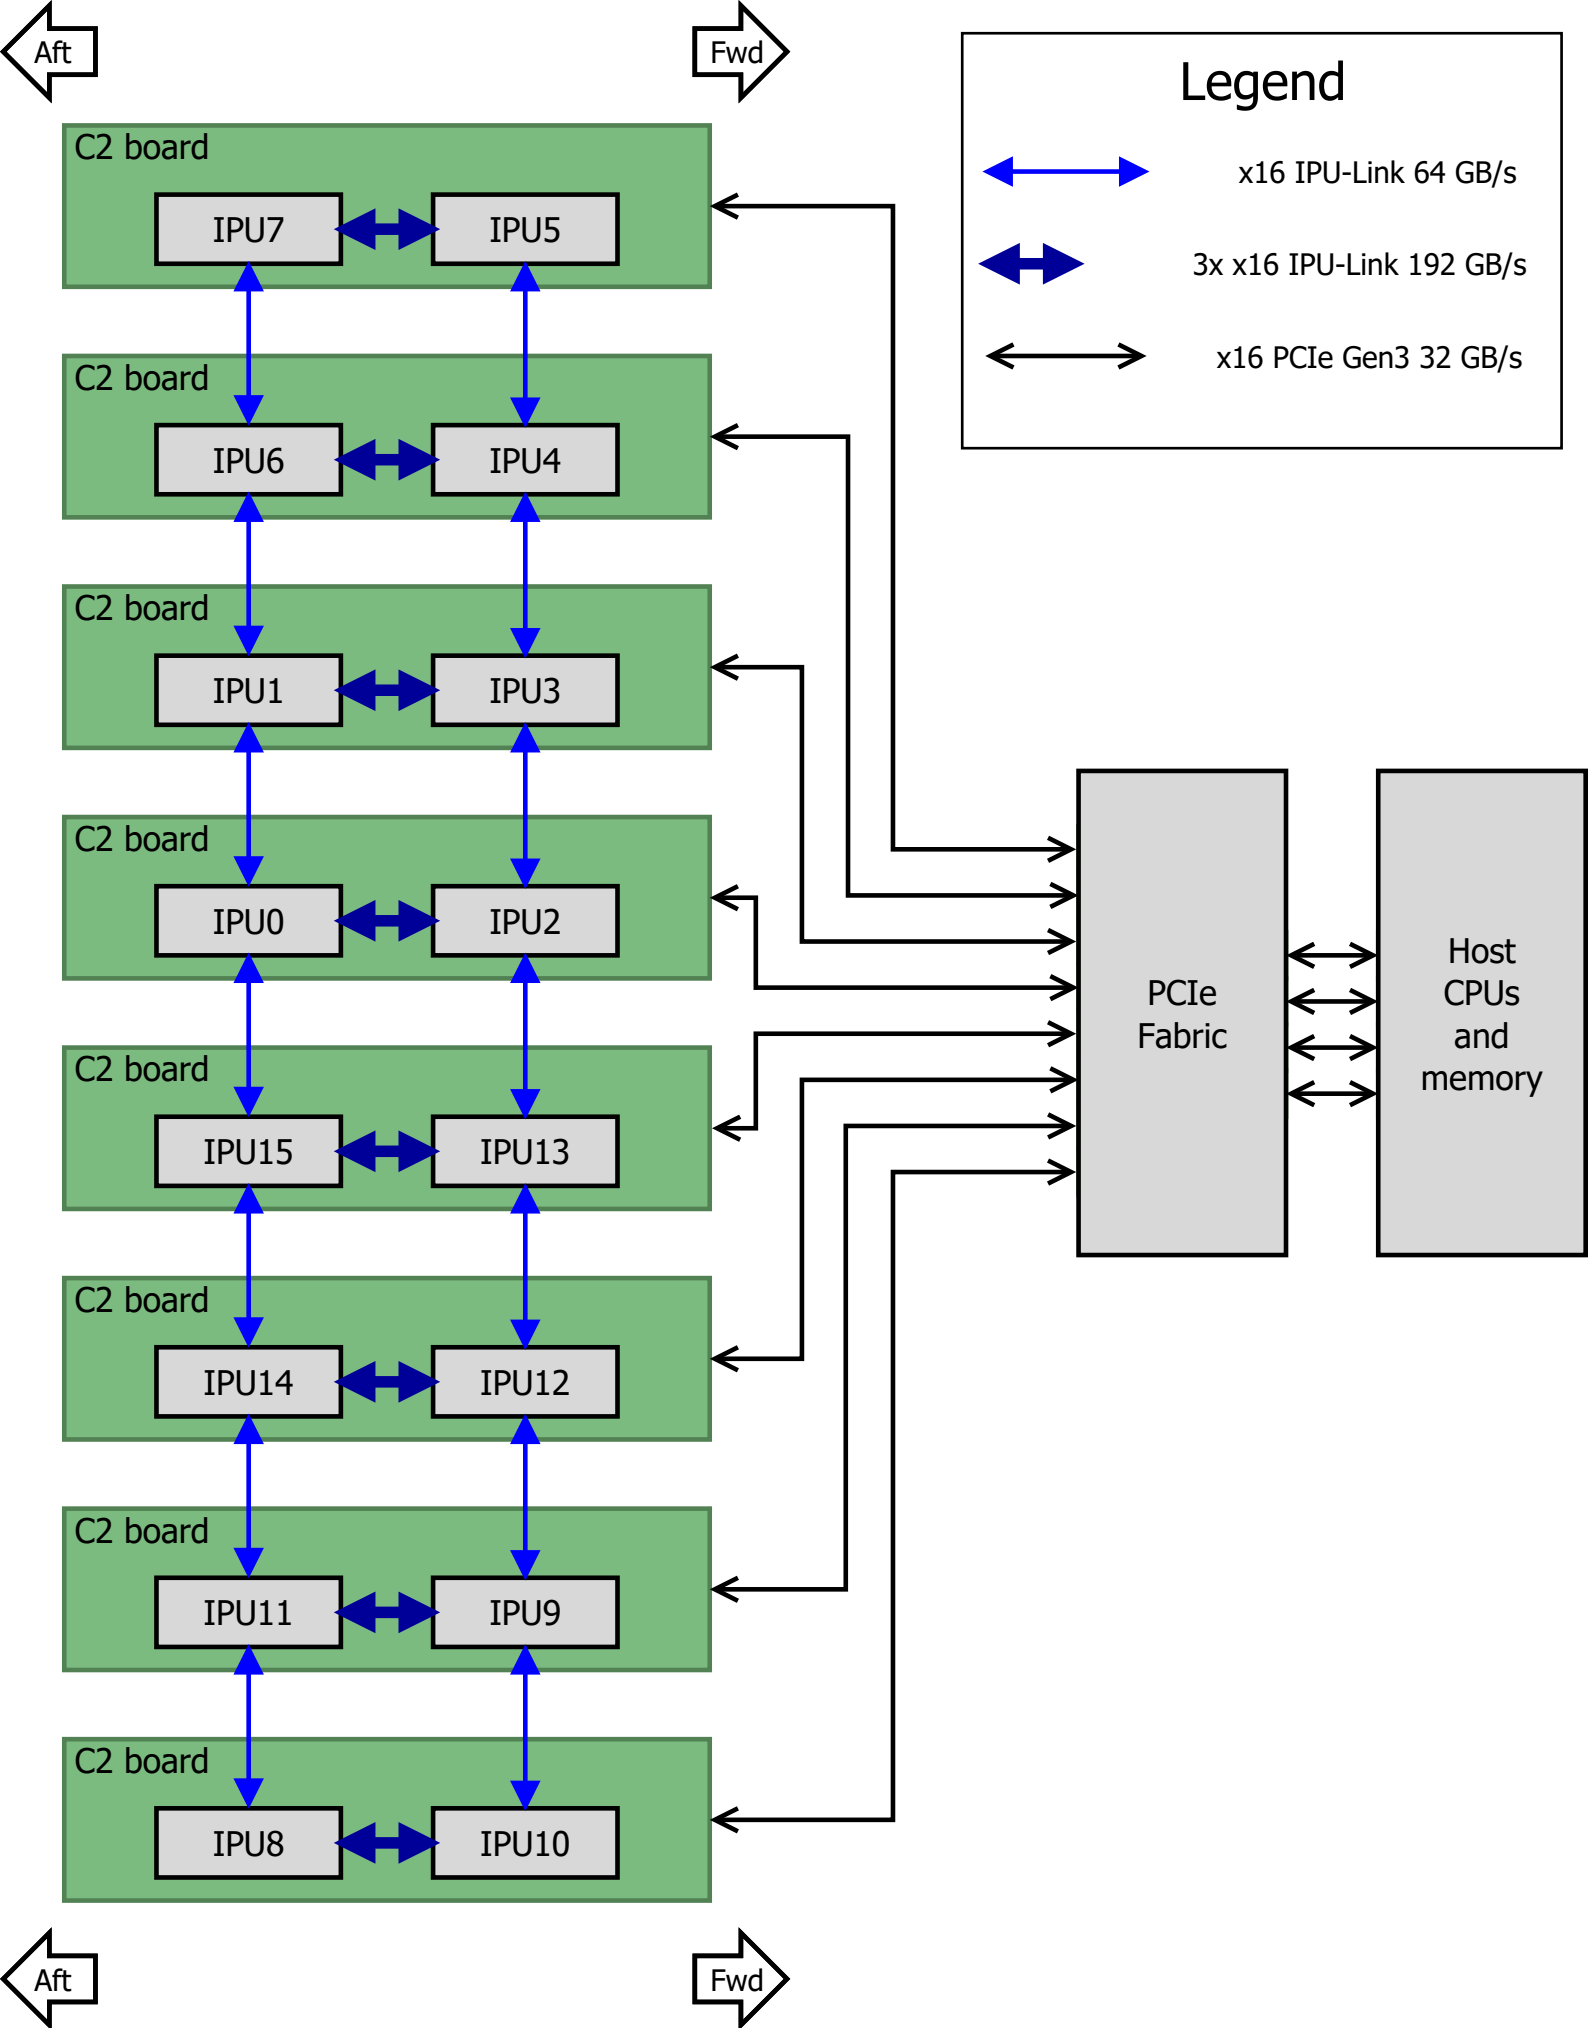 Aft
Fwd
Legend
x16 IPU-Link 64 GB/s
3x x16 IPU-Link 192 GB/s
x16 PCIe Gen3 32 GB/s
C2 board
IPU7
IPU5
C2 board
IPU6
IPU4
C2 board
IPU1
IPU3
C2 board
IPU0
IPU2
C2 board
IPU15
IPU13
C2 board
IPU14
IPU12
C2 board
IPU11
IPU9
C2 board
IPU8
IPU10
PCIe
Fabric
Host
CPUs
and
memory
Aft
Fwd